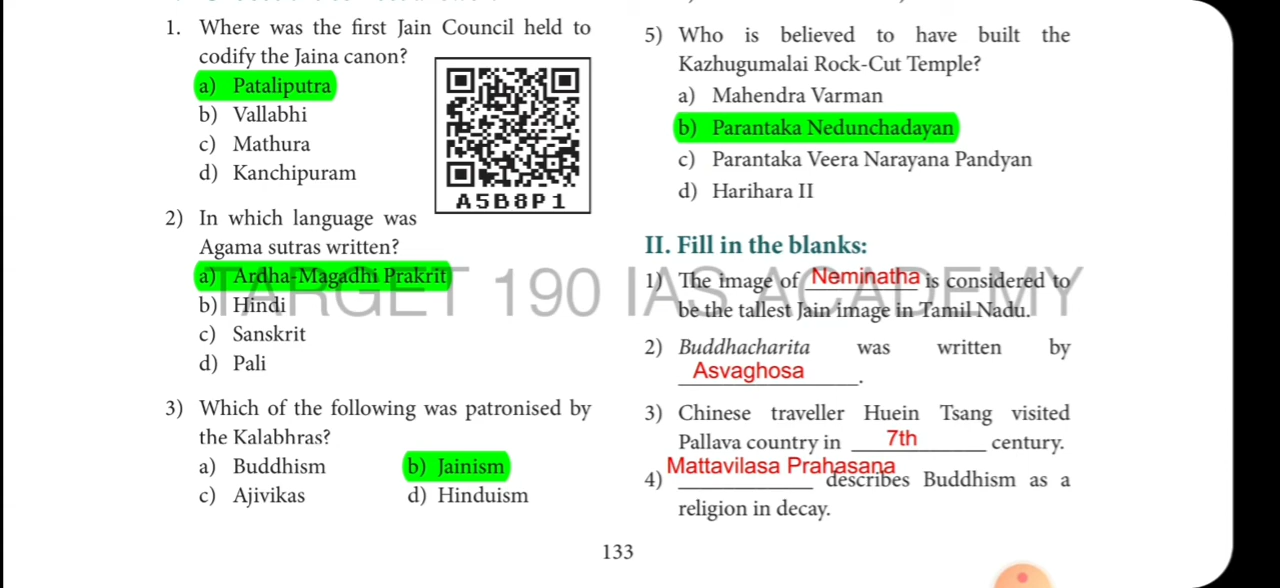 1. Where was the first Jain Council held to
codify the Jaina canon?
a) Pataliputra
b) Vallabhi
c) Mathura
d) Kanchipuram
A5B8P1
2) In which language was
Agama sutras written?
a) Ardha-Magadhi Prakrit
b) Hindi
c) Sanskrit
d) Pali
3) Which of the following was patronised by
the Kalabhras?
a) Buddhism b) Jainism
c) Ajivikas d) Hinduism
5) Who is believed to have built the
Kazhugumalai Rock-Cut Temple?
a) Mahendra Varman
b) Parantaka Nedunchadayan
c) Parantaka Veera Narayana Pandyan
d) Harihara II
II. Fill in the blanks:
1) The image of Neminatha is considered to
be the tallest Jain image in Tamil Nadu.
2) Buddhacharita was written by
Asvaghosa.
3) Chinese traveller Huein Tsang visited
Pallava country in 7th century.
4) Mattavilasa Prahasana describes Buddhism as a
religion in decay.
133
TARGET 190 IAS ACADEMY